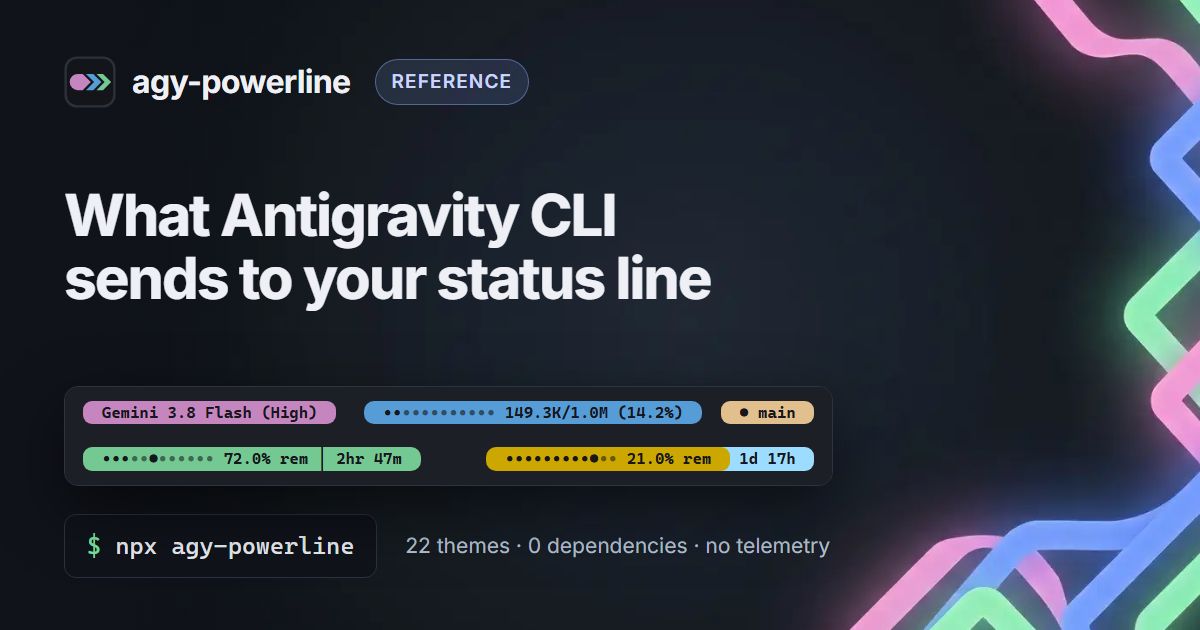 agy-powerline REFERENCE
What Antigravity CLI
sends to your status line
Gemini 3.8 Flash (High) 149.3K/1.0M (14.2%) main
72.0% rem 2hr 47m 21.0% rem 1d 17h
$ npx agy-powerline 22 themes · 0 dependencies · no telemetry